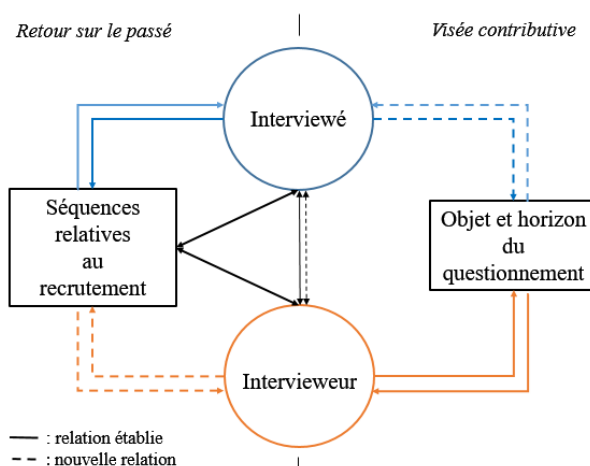 Retour sur le passé
Visée contributive
Interviewé
Séquences
relatives
au
recrutement
Objet et horizon
du
questionnement
Intervieweur
: relation établie
: nouvelle relation